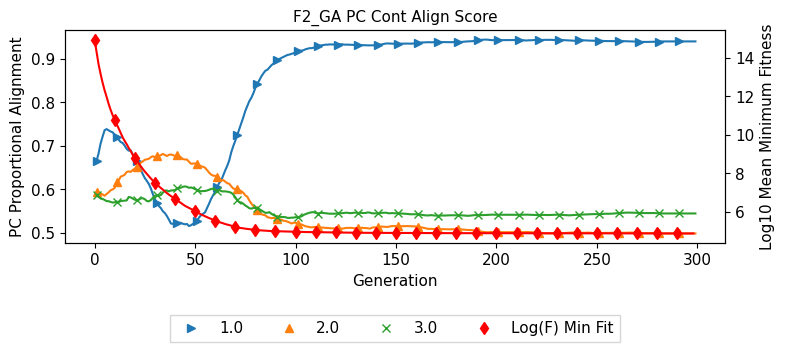 F2_GA PC Cont Align Score
PC Proportional Alignment
0.9
0.8
0.7
0.6
0.5
14
12
10
8
6
Log10 Mean Minimum Fitness
0 50 100 150 200 250 300
Generation
1.0 2.0 3.0 Log(F) Min Fit